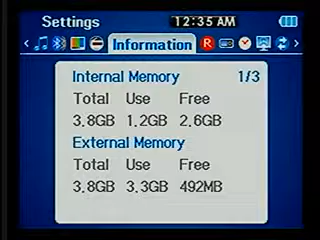 Settings 12:35 AM
Information R
Internal Memory 1/3
Total Use Free
3.8GB 1.2GB 2.6GB
External Memory
Total Use Free
3.8GB 3.3GB 492MB